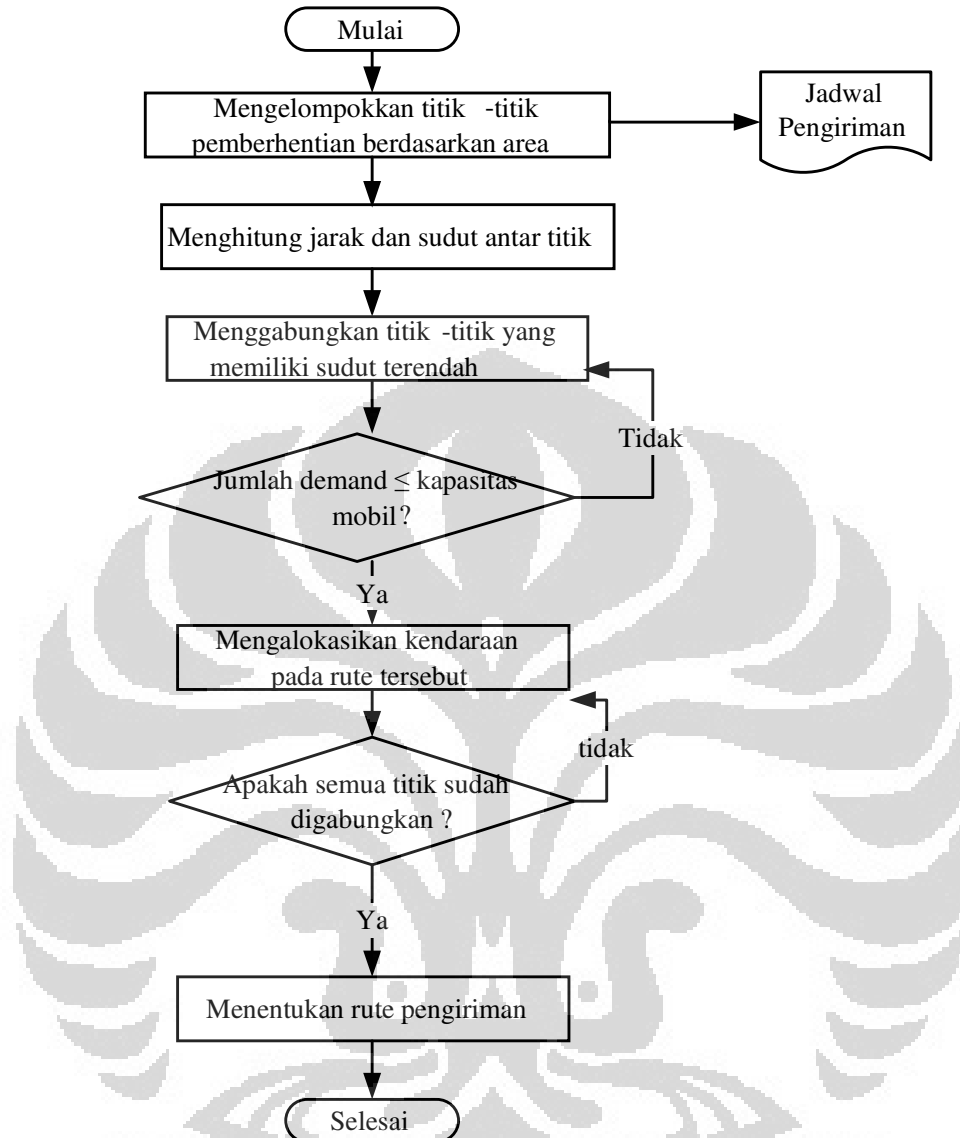 Mulai
Mengelompokkan titik -titik
pemberhentian berdasarkan area
Jadwal
Pengiriman
Menghitung jarak dan sudut antar titik
Menggabungkan titik -titik yang
memiliki sudut terendah
Tidak
Jumlah demand ≤ kapasitas
mobil?
Ya
Mengalokasikan kendaraan
pada rute tersebut
tidak
Apakah semua titik sudah
digabungkan ?
Ya
Menentukan rute pengiriman
Selesai